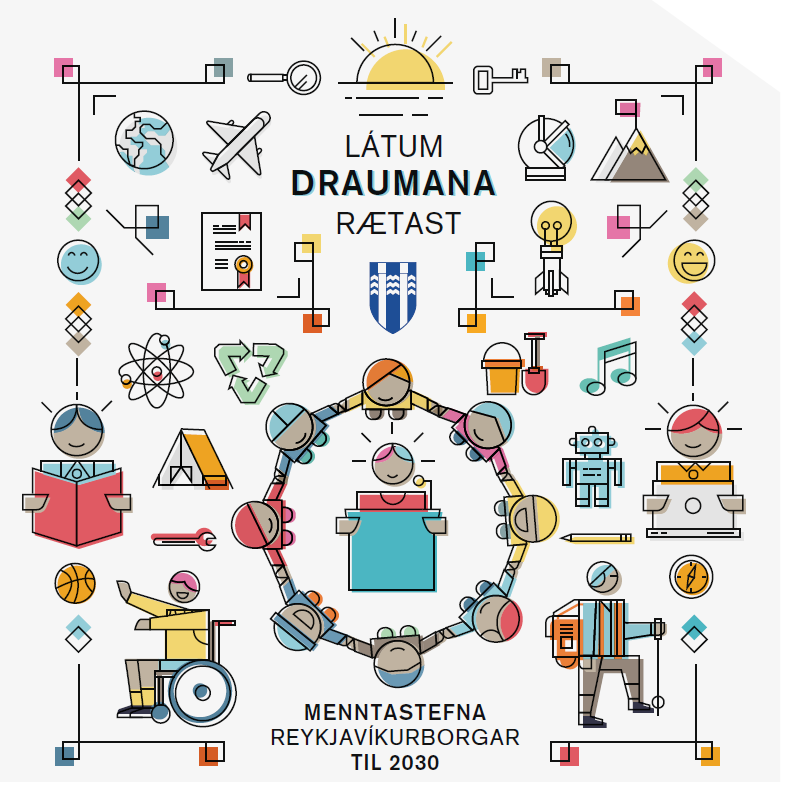 LÁTUM
DRAUMANA
RÆTAST
MENNTASTEFNA
REYKJAVÍKURBORGAR
TIL 2030